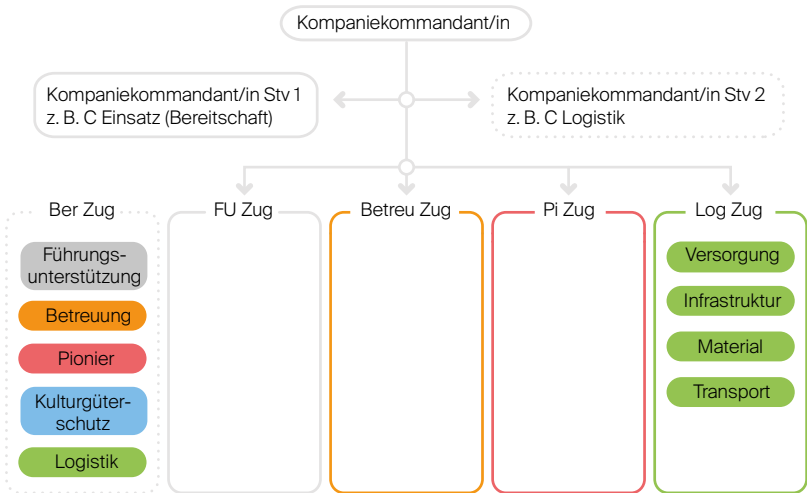 Kompaniekommandant/in
Kompaniekommandant/in Stv 1
z. B. C Einsatz (Bereitschaft)
Kompaniekommandant/in Stv 2
z. B. C Logistik
Ber Zug
FU Zug
Betreu Zug
Pi Zug
Log Zug
Führungs-
unterstützung
Betreuung
Pionier
Kulturgüter-
schutz
Logistik
Versorgung
Infrastruktur
Material
Transport